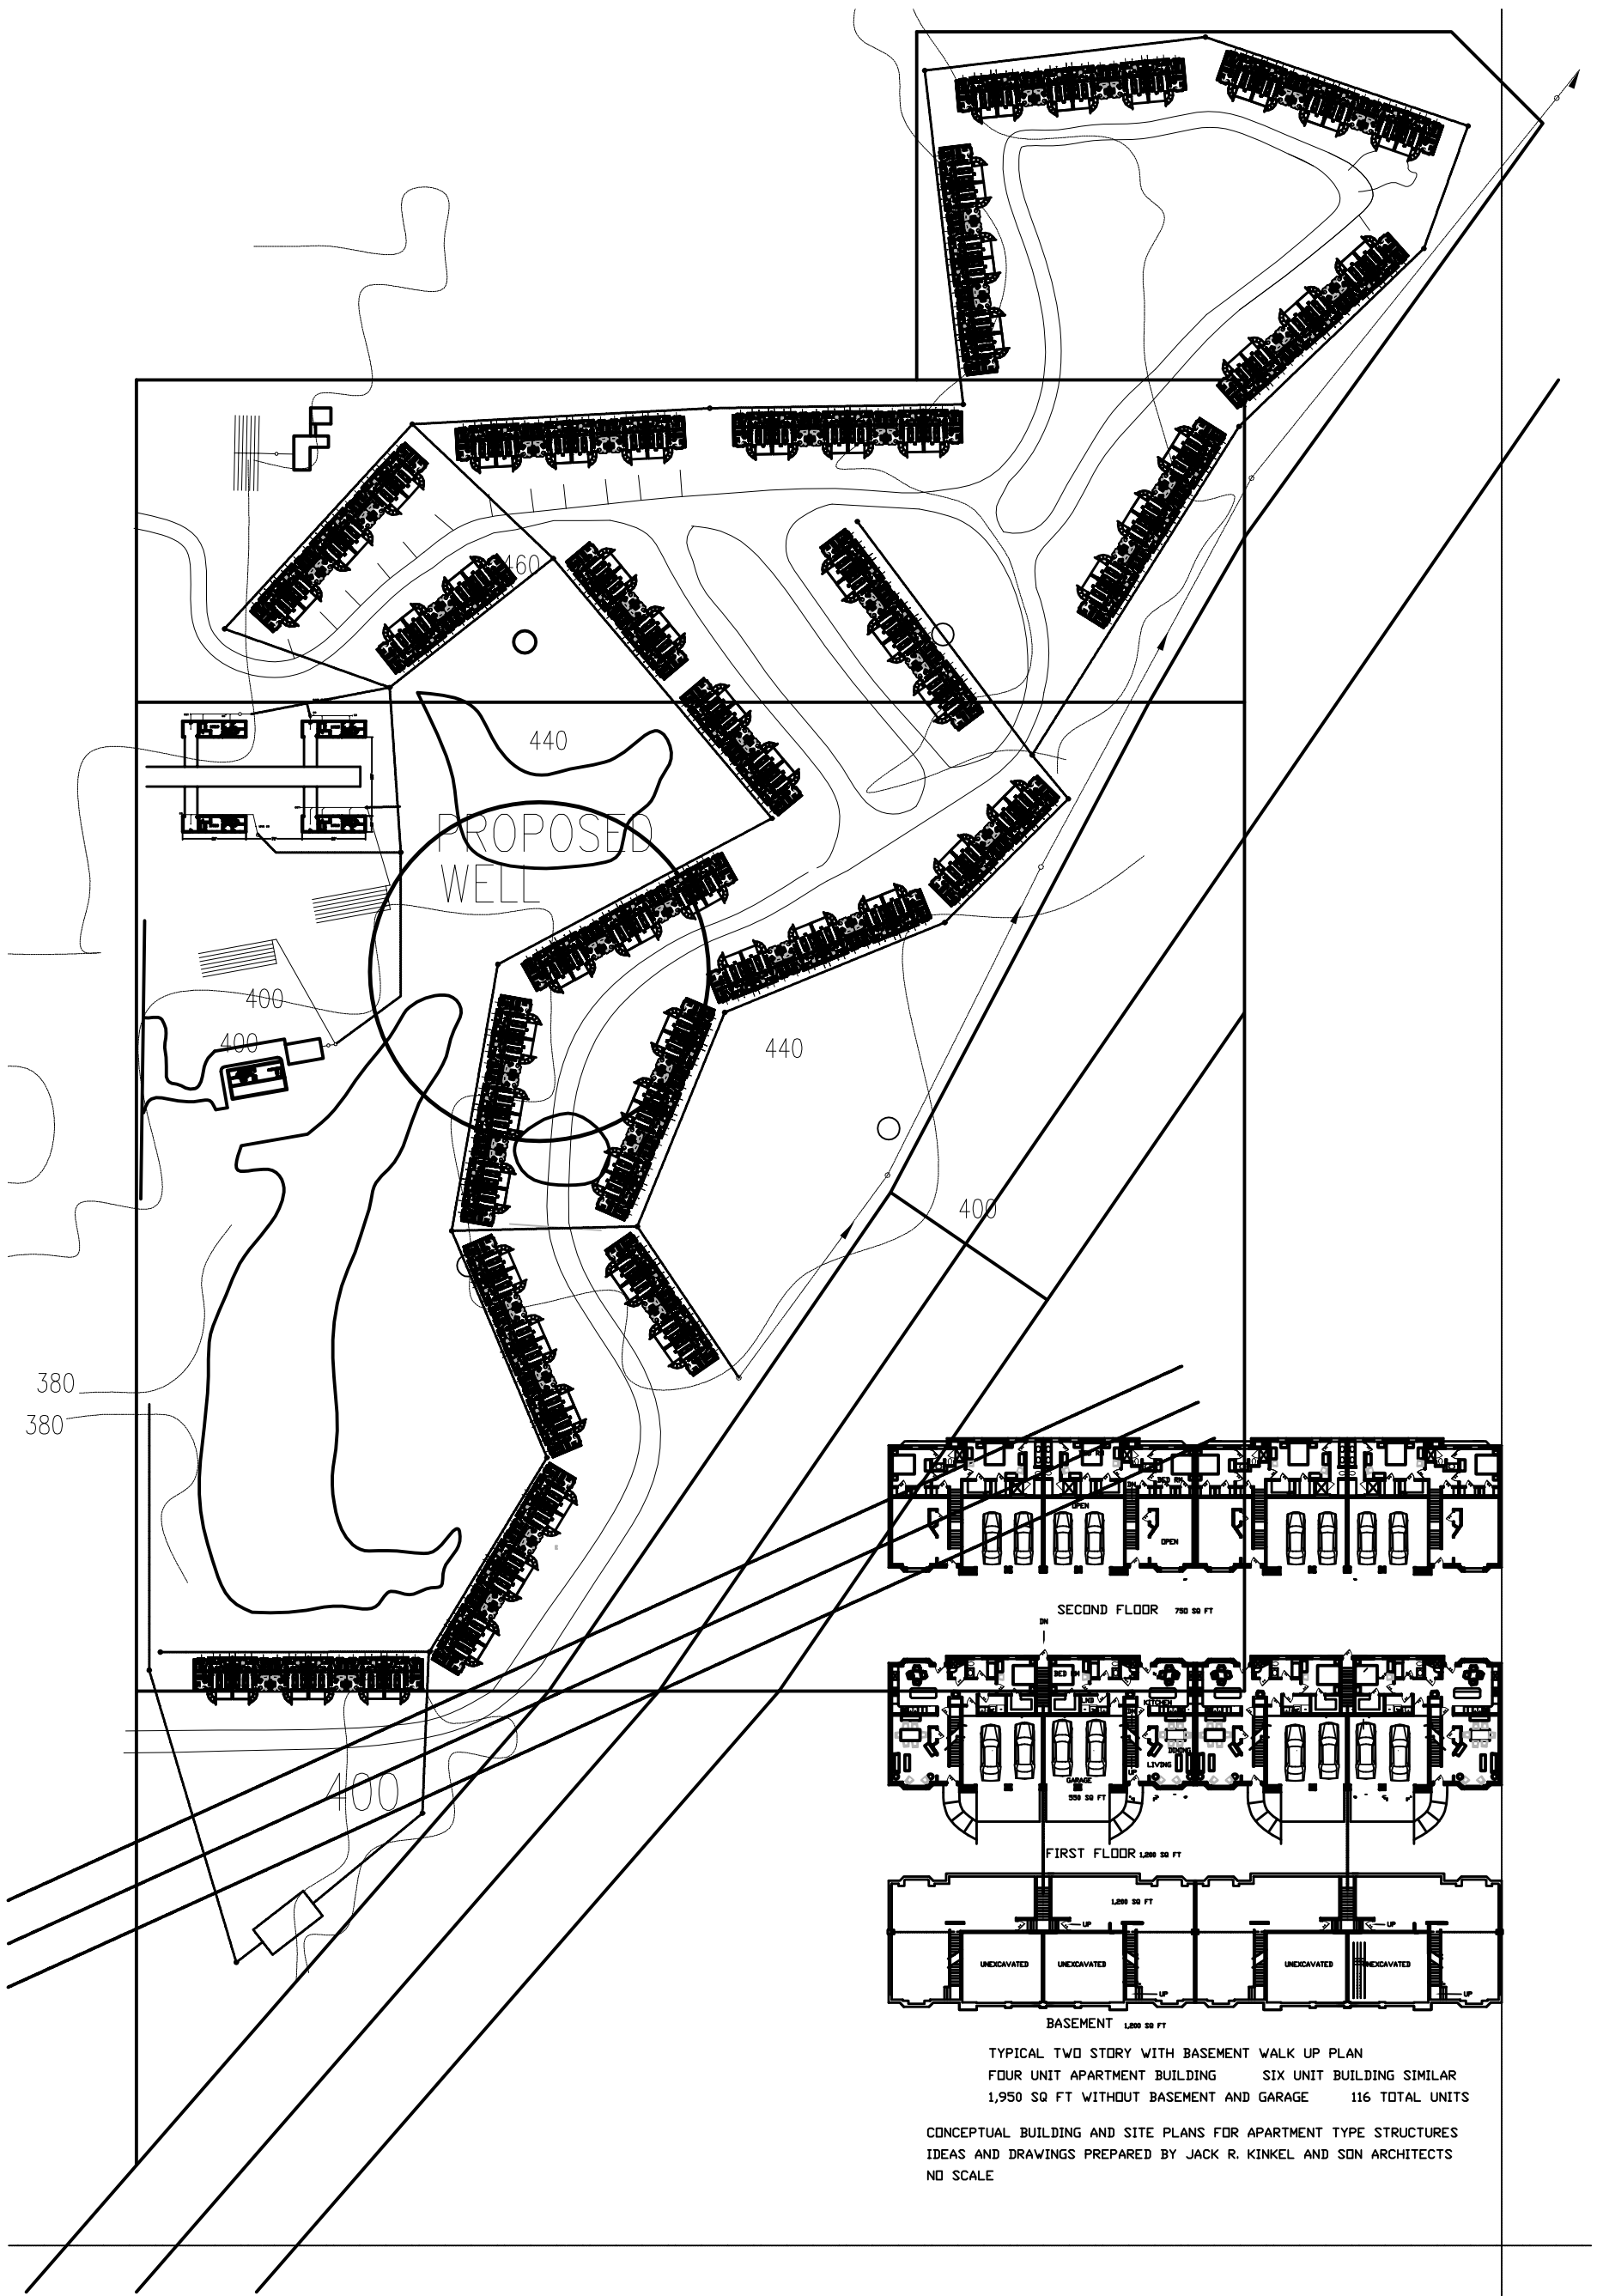 460
440
PROPOSED
WELL
400
400
440
400
380
380
400
OPEN
OPEN
SECOND FLOOR 750 SQ FT
DN
BED RM
KITCHEN
DINING
LIVING
GARAGE
550 SQ FT
FIRST FLOOR 1,200 SQ FT
1,200 SQ FT
UP
UP
UNEXCAVATED
UNEXCAVATED
UNEXCAVATED
UNEXCAVATED
UP
UP
BASEMENT 1,200 SQ FT
TYPICAL TWO STORY WITH BASEMENT WALK UP PLAN
FOUR UNIT APARTMENT BUILDING SIX UNIT BUILDING SIMILAR
1,950 SQ FT WITHOUT BASEMENT AND GARAGE 116 TOTAL UNITS
CONCEPTUAL BUILDING AND SITE PLANS FOR APARTMENT TYPE STRUCTURES
IDEAS AND DRAWINGS PREPARED BY JACK R. KINKEL AND SON ARCHITECTS
NO SCALE